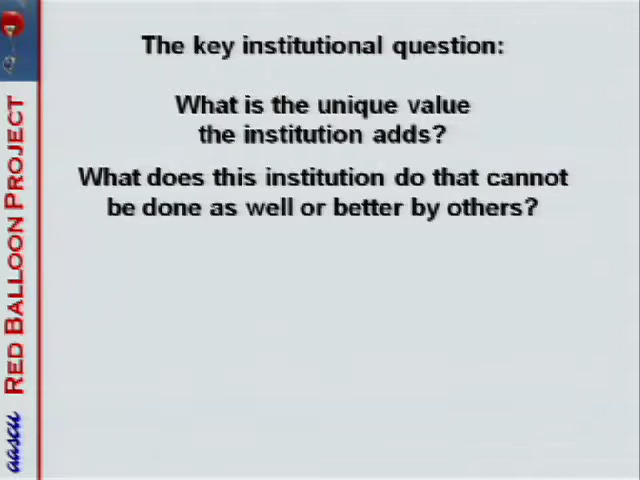 The key institutional question:
What is the unique value
the institution adds?
What does this institution do that cannot
be done as well or better by others?
RED BALLOON PROJECT
aascu